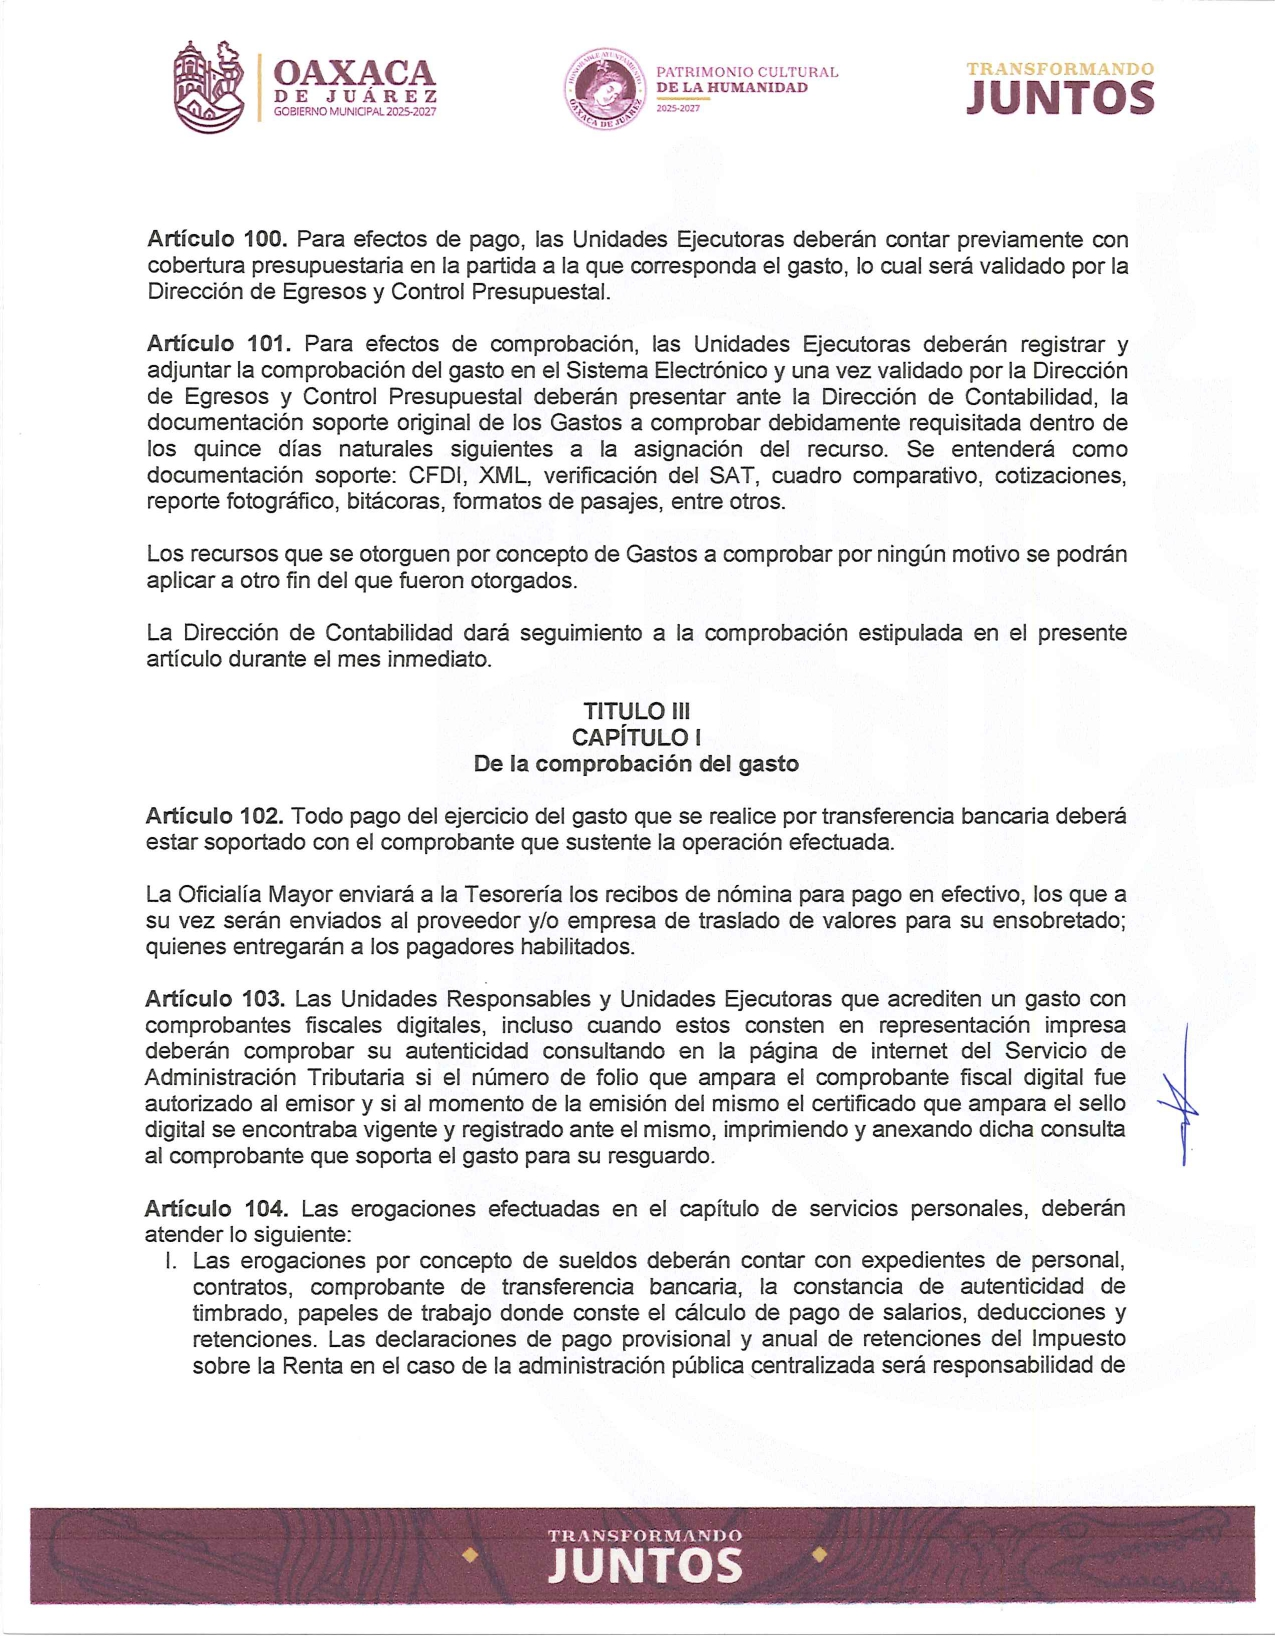 OAXACA
DE JUÁREZ
GOBIERNO MUNICIPAL 2025-2027
HONORABLE AYUNTAMIENTO
OAXACA DE JUÁREZ
PATRIMONIO CULTURAL
DE LA HUMANIDAD
2025-2027
TRANSFORMANDO
JUNTOS
Artículo 100. Para efectos de pago, las Unidades Ejecutoras deberán contar previamente con
cobertura presupuestaria en la partida a la que corresponda el gasto, lo cual será validado por la
Dirección de Egresos y Control Presupuestal.
Artículo 101. Para efectos de comprobación, las Unidades Ejecutoras deberán registrar y
adjuntar la comprobación del gasto en el Sistema Electrónico y una vez validado por la Dirección
de Egresos y Control Presupuestal deberán presentar ante la Dirección de Contabilidad, la
documentación soporte original de los Gastos a comprobar debidamente requisitada dentro de
los quince días naturales siguientes a la asignación del recurso. Se entenderá como
documentación soporte: CFDI, XML, verificación del SAT, cuadro comparativo, cotizaciones,
reporte fotográfico, bitácoras, formatos de pasajes, entre otros.
Los recursos que se otorguen por concepto de Gastos a comprobar por ningún motivo se podrán
aplicar a otro fin del que fueron otorgados.
La Dirección de Contabilidad dará seguimiento a la comprobación estipulada en el presente
artículo durante el mes inmediato.
TITULO III
CAPÍTULO I
De la comprobación del gasto
Artículo 102. Todo pago del ejercicio del gasto que se realice por transferencia bancaria deberá
estar soportado con el comprobante que sustente la operación efectuada.
La Oficialía Mayor enviará a la Tesorería los recibos de nómina para pago en efectivo, los que a
su vez serán enviados al proveedor y/o empresa de traslado de valores para su ensobretado;
quienes entregarán a los pagadores habilitados.
Artículo 103. Las Unidades Responsables y Unidades Ejecutoras que acrediten un gasto con
comprobantes fiscales digitales, incluso cuando estos consten en representación impresa
deberán comprobar su autenticidad consultando en la página de internet del Servicio de
Administración Tributaria si el número de folio que ampara el comprobante fiscal digital fue
autorizado al emisor y si al momento de la emisión del mismo el certificado que ampara el sello
digital se encontraba vigente y registrado ante el mismo, imprimiendo y anexando dicha consulta
al comprobante que soporta el gasto para su resguardo.
Artículo 104. Las erogaciones efectuadas en el capítulo de servicios personales, deberán
atender lo siguiente:
I. Las erogaciones por concepto de sueldos deberán contar con expedientes de personal,
contratos, comprobante de transferencia bancaria, la constancia de autenticidad de
timbrado, papeles de trabajo donde conste el cálculo de pago de salarios, deducciones y
retenciones. Las declaraciones de pago provisional y anual de retenciones del Impuesto
sobre la Renta en el caso de la administración pública centralizada será responsabilidad de
TRANSFORMANDO
JUNTOS